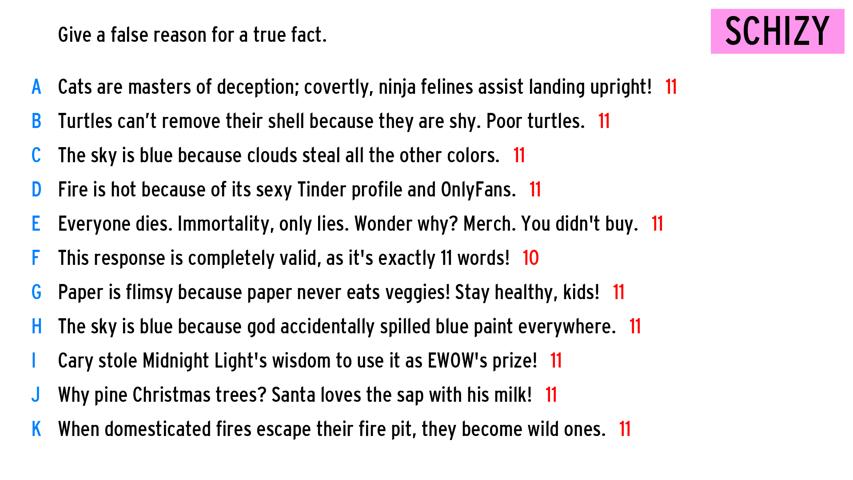 Give a false reason for a true fact.
SCHIZY
A Cats are masters of deception; covertly, ninja felines assist landing upright! 11
B Turtles can't remove their shell because they are shy. Poor turtles. 11
C The sky is blue because clouds steal all the other colors. 11
D Fire is hot because of its sexy Tinder profile and OnlyFans. 11
E Everyone dies. Immortality, only lies. Wonder why? Merch. You didn't buy. 11
F This response is completely valid, as it's exactly 11 words! 10
G Paper is flimsy because paper never eats veggies! Stay healthy, kids! 11
H The sky is blue because god accidentally spilled blue paint everywhere. 11
I Cary stole Midnight Light's wisdom to use it as EWOW's prize! 11
J Why pine Christmas trees? Santa loves the sap with his milk! 11
K When domesticated fires escape their fire pit, they become wild ones. 11